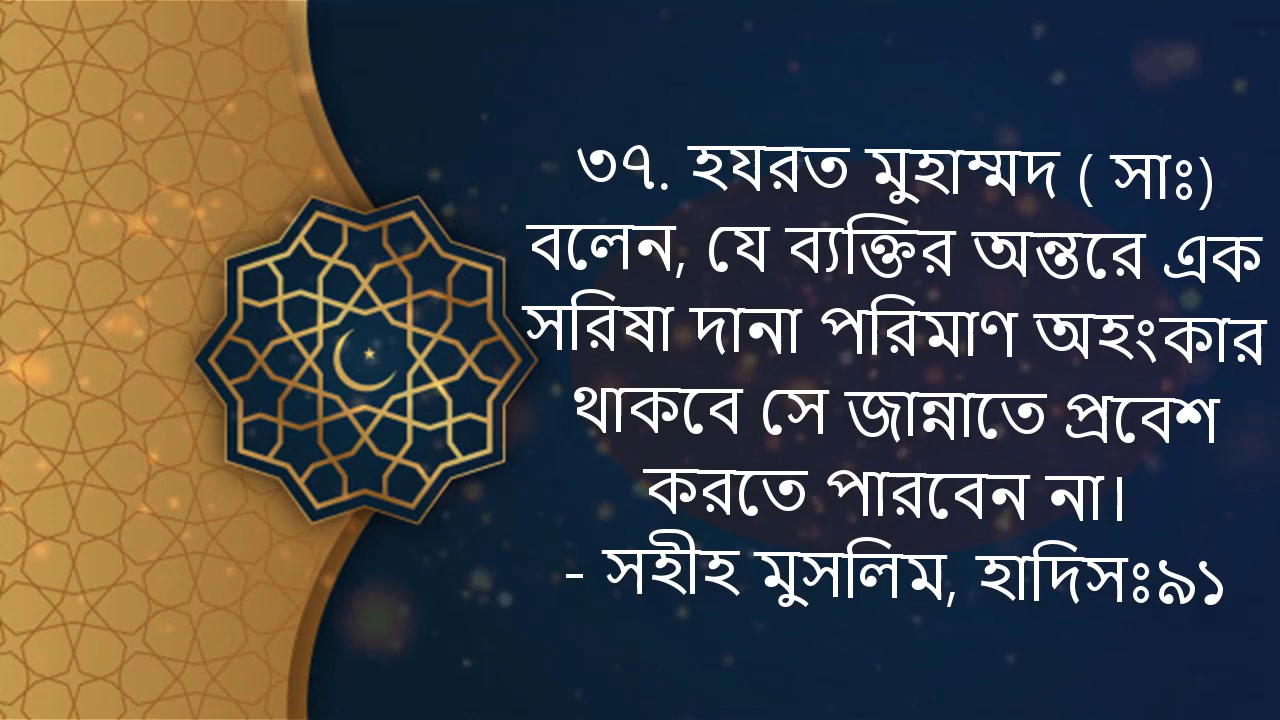 ৩৭. হযরত মুহাম্মদ ( সাঃ)
বলেন, যে ব্যক্তির অন্তরে এক
সরিষা দানা পরিমাণ অহংকার
থাকবে সে জান্নাতে প্রবেশ
করতে পারবেন না।
- সহীহ মুসলিম, হাদিসঃ৯১